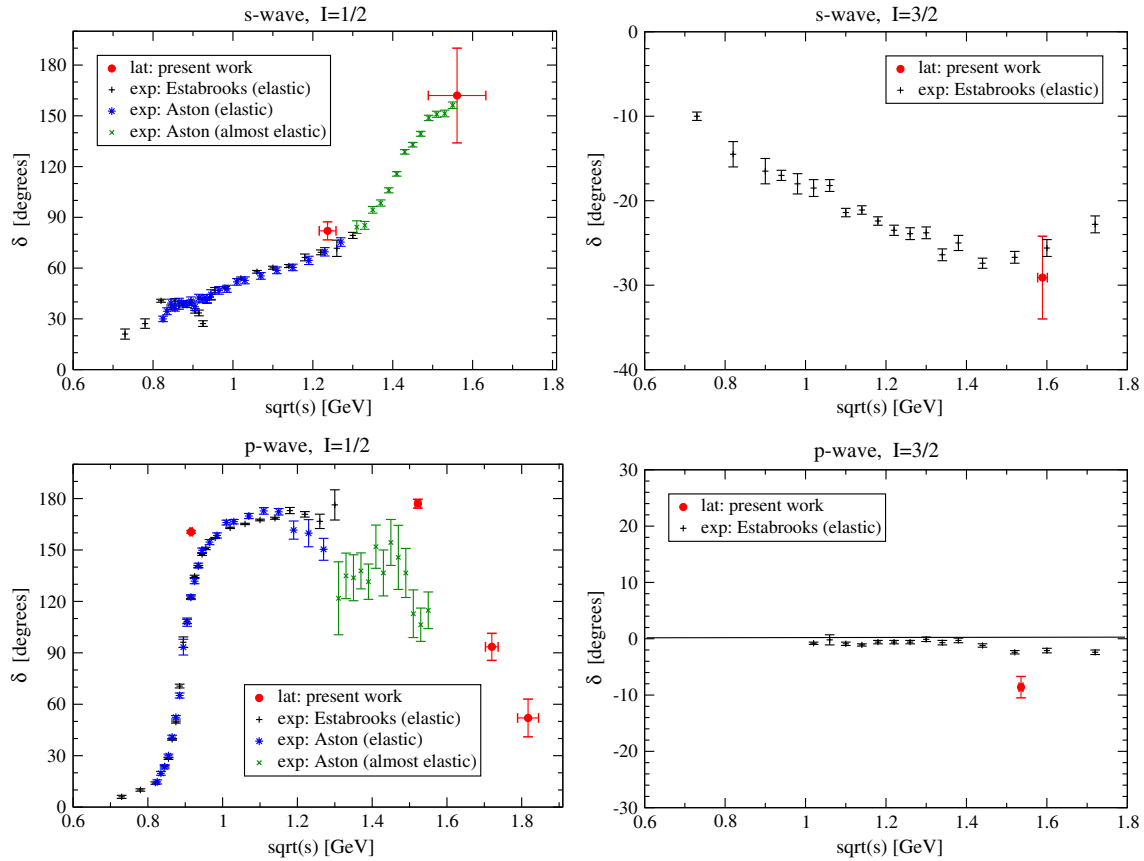 s-wave, I=1/2
δ [degrees]
180
150
120
90
60
30
0
lat: present work
exp: Estabrooks (elastic)
exp: Aston (elastic)
exp: Aston (almost elastic)
0.6 0.8 1 1.2 1.4 1.6 1.8
sqrt(s) [GeV]
s-wave, I=3/2
δ [degrees]
0
-10
-20
-30
-40
lat: present work
exp: Estabrooks (elastic)
0.6 0.8 1 1.2 1.4 1.6 1.8
sqrt(s) [GeV]
p-wave, I=1/2
δ [degrees]
180
150
120
90
60
30
0
lat: present work
exp: Estabrooks (elastic)
exp: Aston (elastic)
exp: Aston (almost elastic)
0.6 0.8 1 1.2 1.4 1.6 1.8
sqrt(s) [GeV]
p-wave, I=3/2
δ [degrees]
30
20
10
0
-10
-20
-30
lat: present work
exp: Estabrooks (elastic)
0.6 0.8 1 1.2 1.4 1.6 1.8
sqrt(s) [GeV]